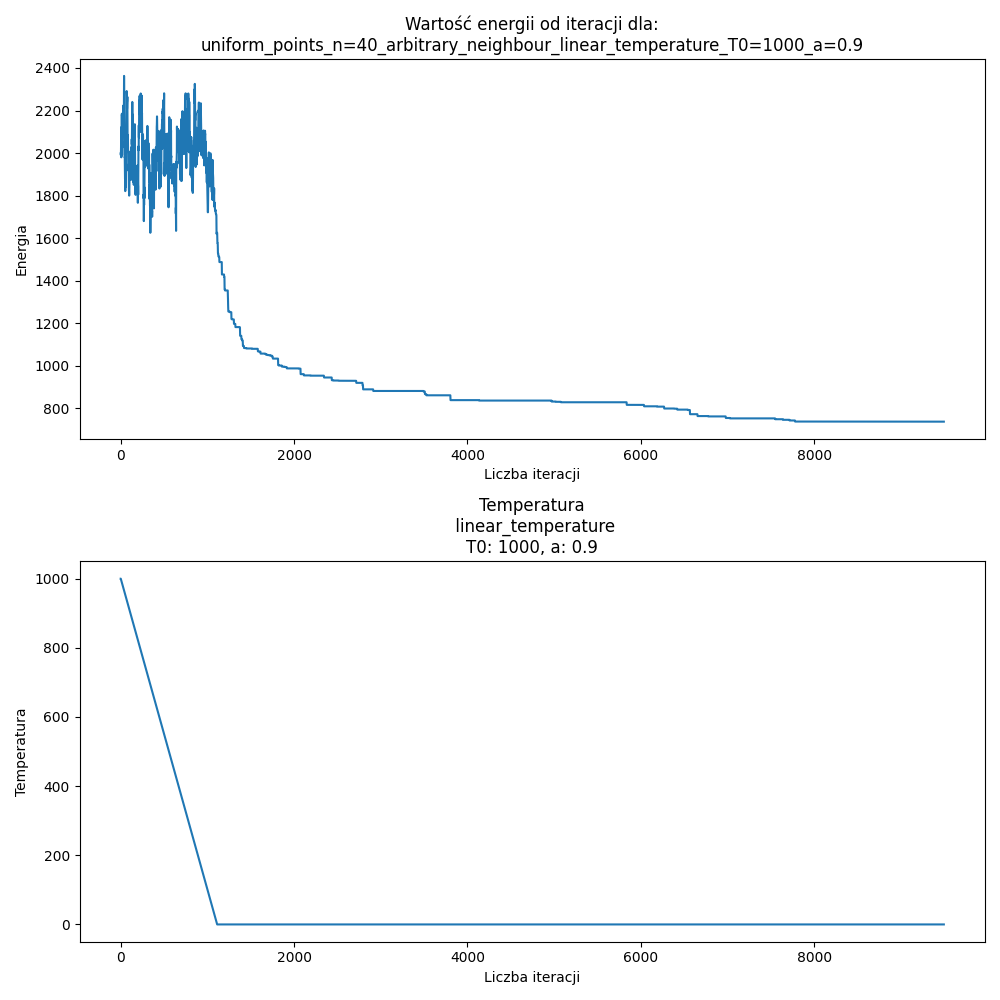 Wartość energii od iteracji dla:
uniform_points_n=40_arbitrary_neighbour_linear_temperature_T0=1000_a=0.9
2400
2200
2000
1800
1600
1400
1200
1000
800
Energia
0 2000 4000 6000 8000
Liczba iteracji
Temperatura
linear_temperature
T0: 1000, a: 0.9
1000
800
600
400
200
0
Temperatura
0 2000 4000 6000 8000
Liczba iteracji